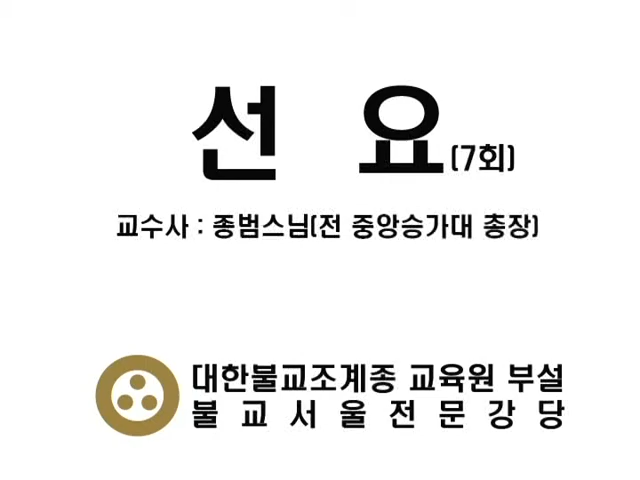 선 요(7회)
교수사 : 종범스님(전 중앙승가대 총장)
대한불교조계종 교육원 부설
불 교 서 울 전 문 강 당